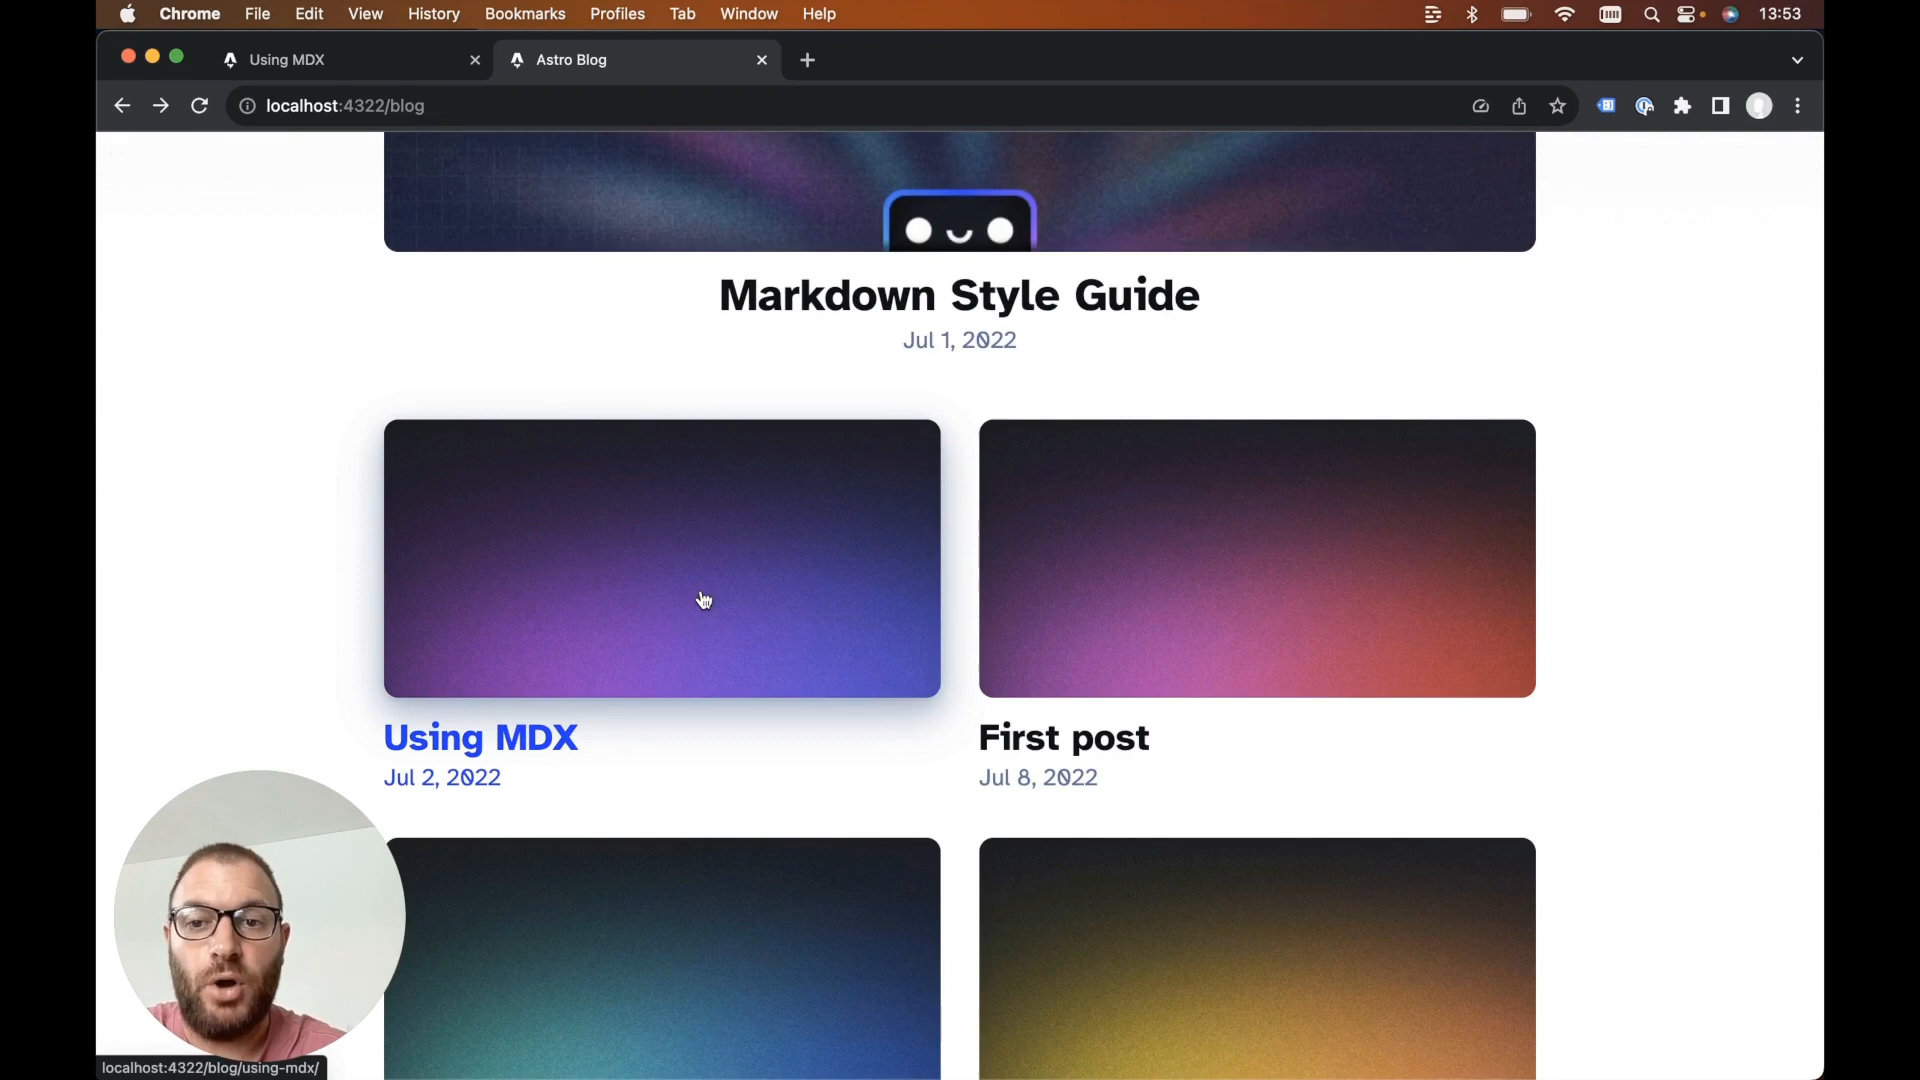 Chrome File Edit View History Bookmarks Profiles Tab Window Help 13:53
Using MDX
Astro Blog
localhost:4322/blog
Markdown Style Guide
Jul 1, 2022
Using MDX
Jul 2, 2022
First post
Jul 8, 2022
localhost:4322/blog/using-mdx/